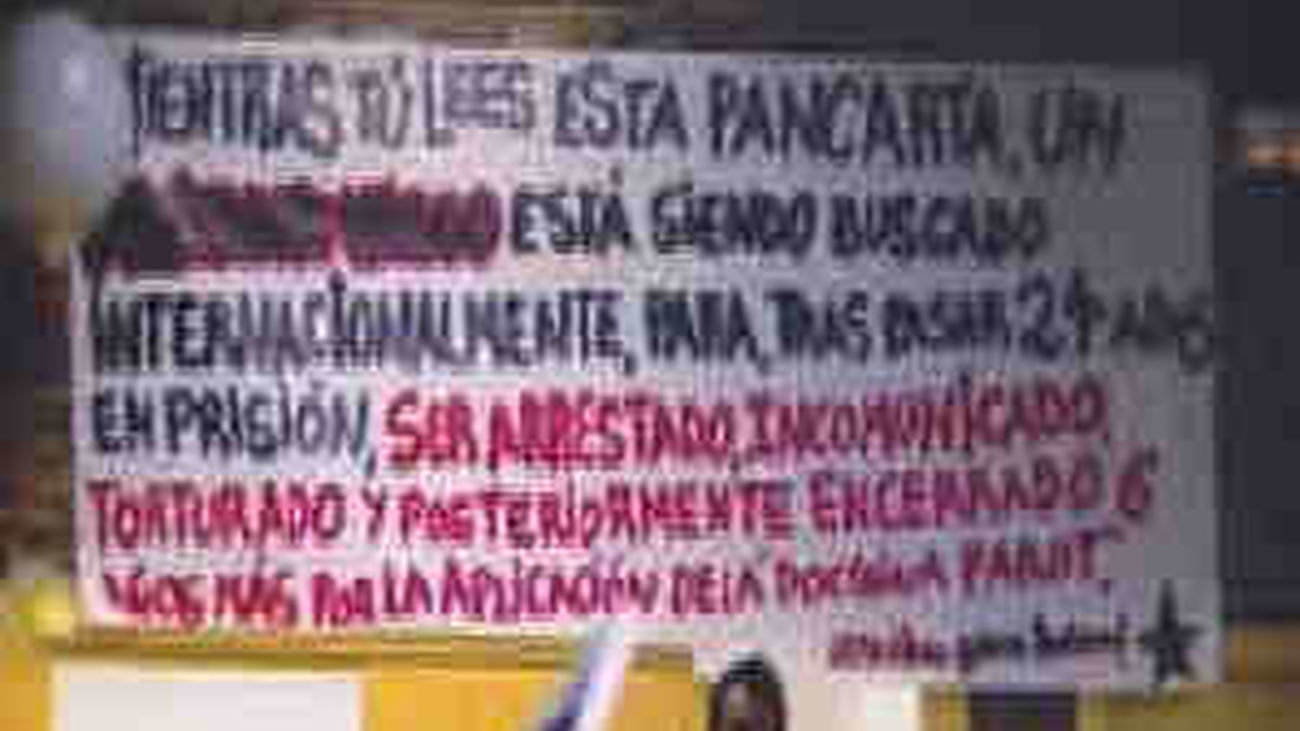 MIENTRAS TÚ LEES ESTA PANCARTA, UN
ESTÁ SIENDO BUSCADO
INTERNACIONALMENTE, PARA, TRAS PASAR 24 AÑOS
EN PRISIÓN, SER ARRESTADO, INCOMUNICADO,
TORTURADO Y POSTERIORMENTE ENCERRADO 6
AÑOS MÁS POR LA APLICACIÓN DE LA "DOCTRINA PAROT".